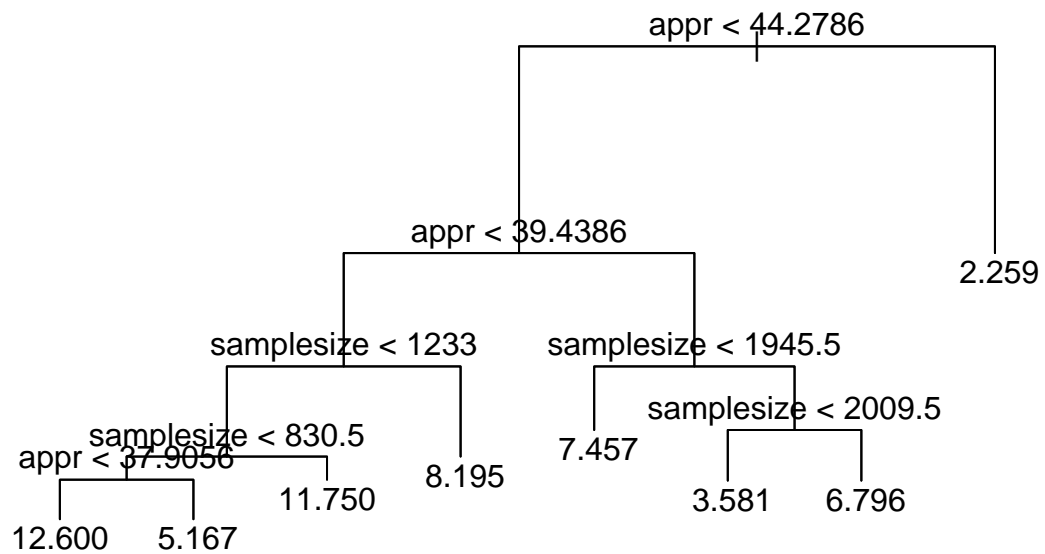 appr < 44.2786
appr < 39.4386
2.259
samplesize < 1233
samplesize < 1945.5
samplesize < 2009.5
samplesize < 830.5
7.457
appr < 37.9056
8.195
11.750
3.581
6.796
12.600
5.167